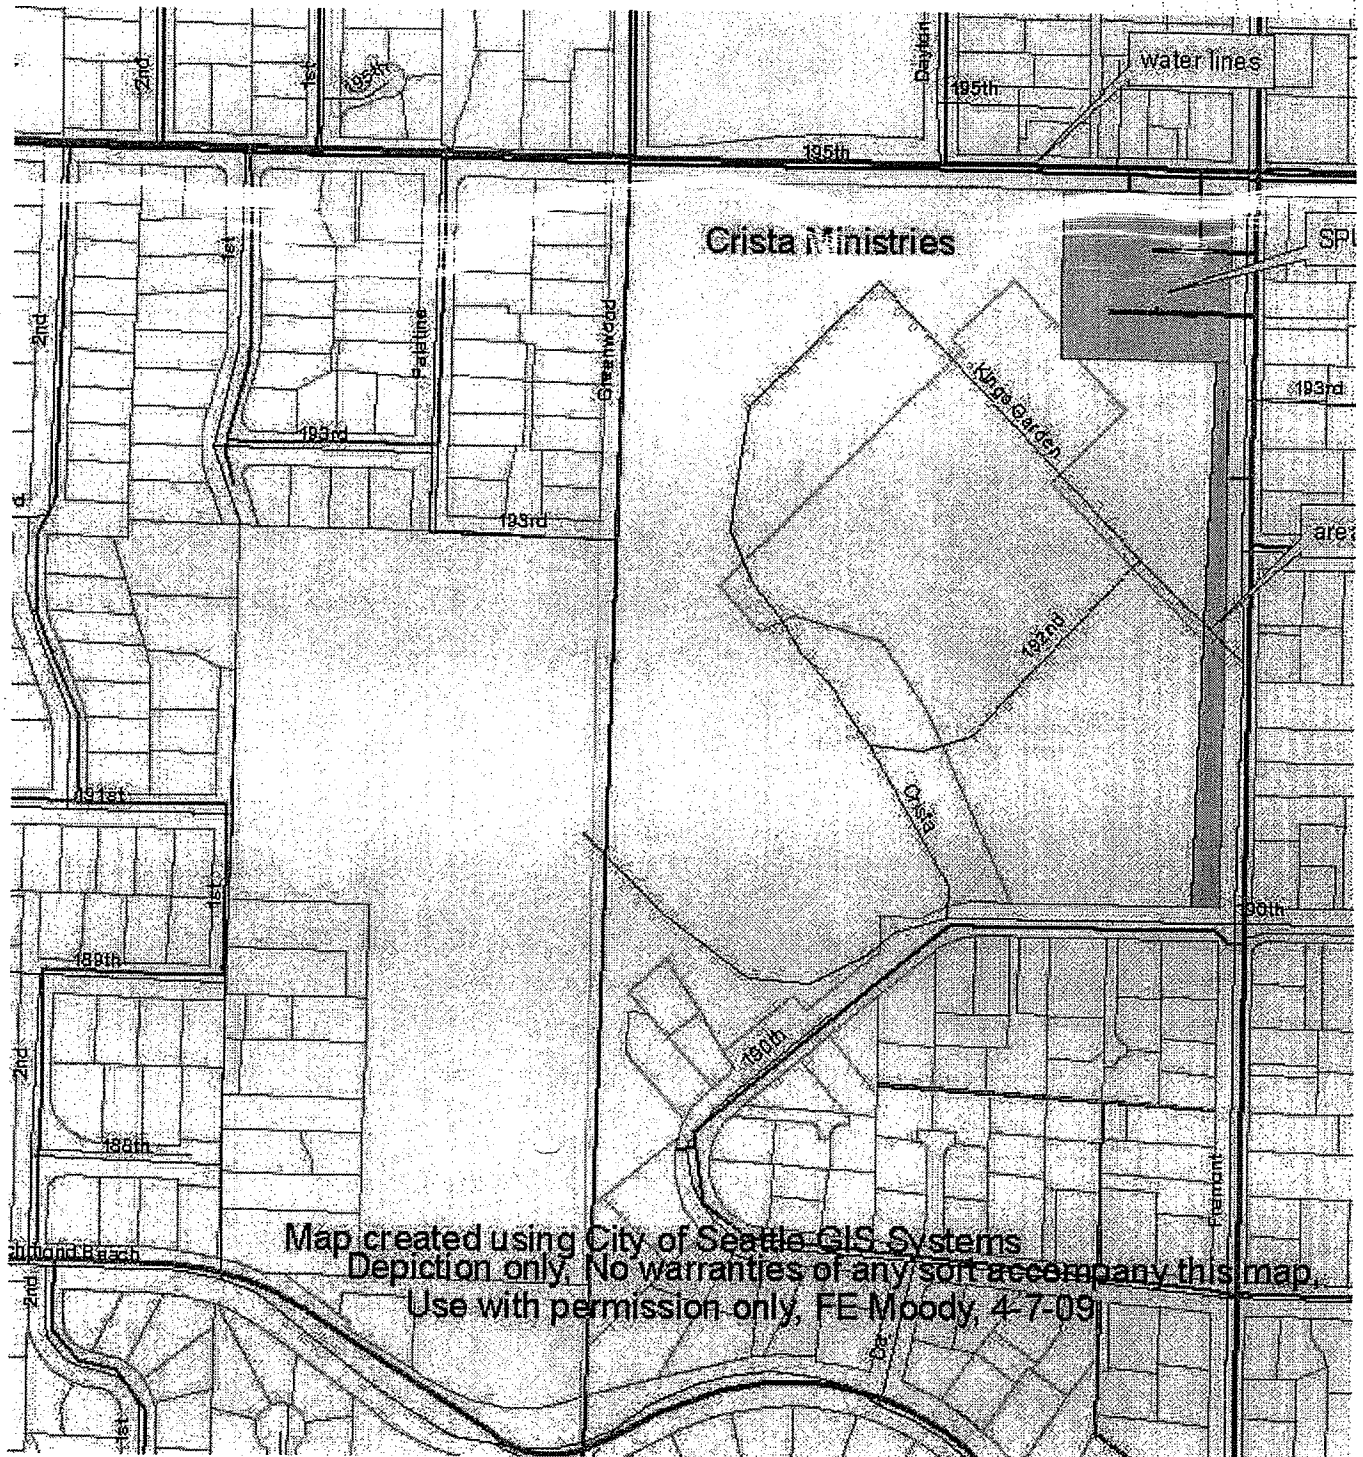 2nd
1st
195th
Dayton
195th
water lines
195th
Crista Ministries
SPU
1st
2nd
Palatine
Greenwood
Kings Garden
193rd
193rd
193rd
area
192nd
Crista
191st
1st
190th
189th
2nd
190th
188th
Fremont
Map created using City of Seattle GIS Systems
Depiction only, No warranties of any sort accompany this map,
Use with permission only, FE Moody, 4-7-09
Richmond Beach
2nd
1st